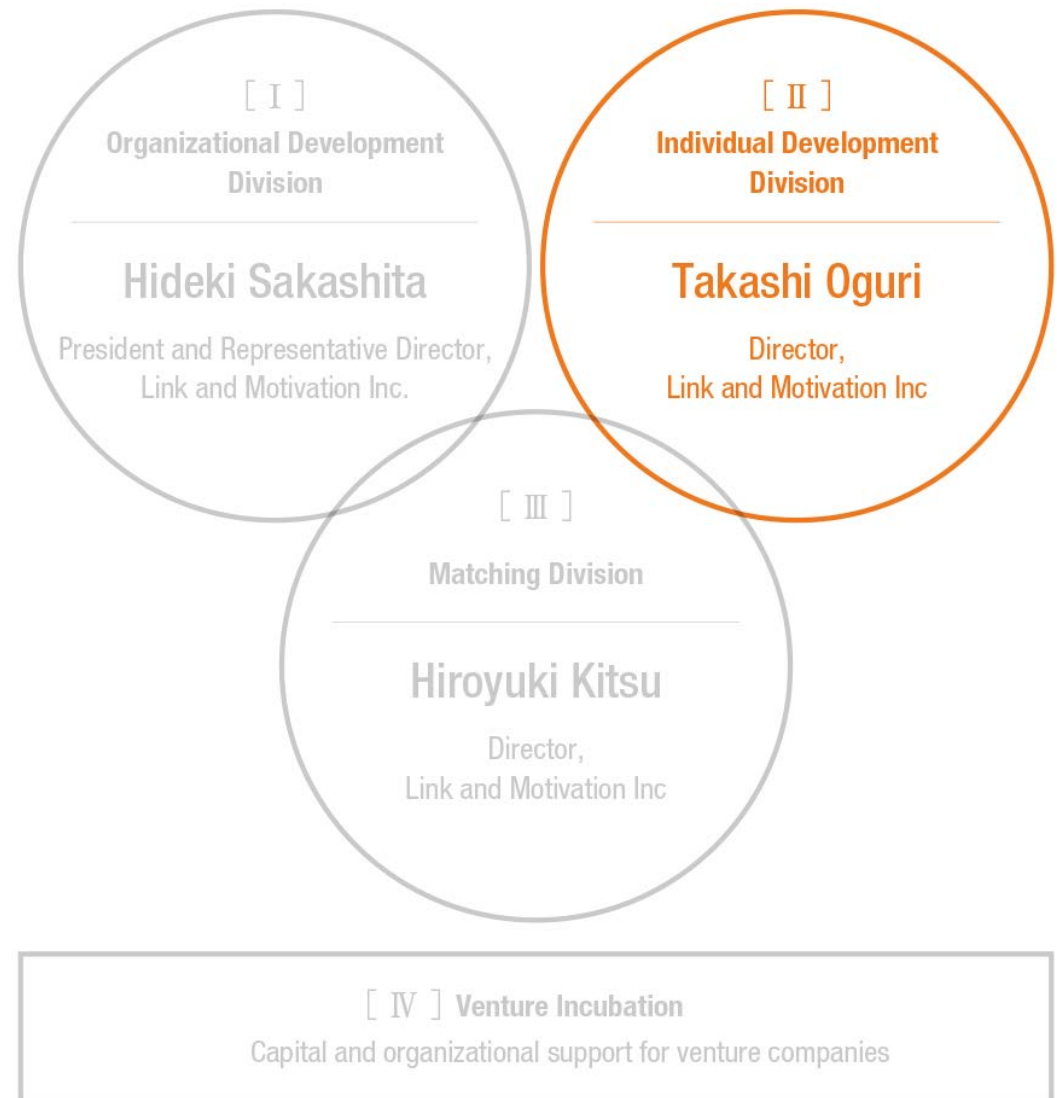 [ Ⅰ ]
Organizational Development
Division
Hideki Sakashita
President and Representative Director,
Link and Motivation Inc.
[ Ⅱ ]
Individual Development
Division
Takashi Oguri
Director,
Link and Motivation Inc
[ Ⅲ ]
Matching Division
Hiroyuki Kitsu
Director,
Link and Motivation Inc
[ Ⅳ ] Venture Incubation
Capital and organizational support for venture companies